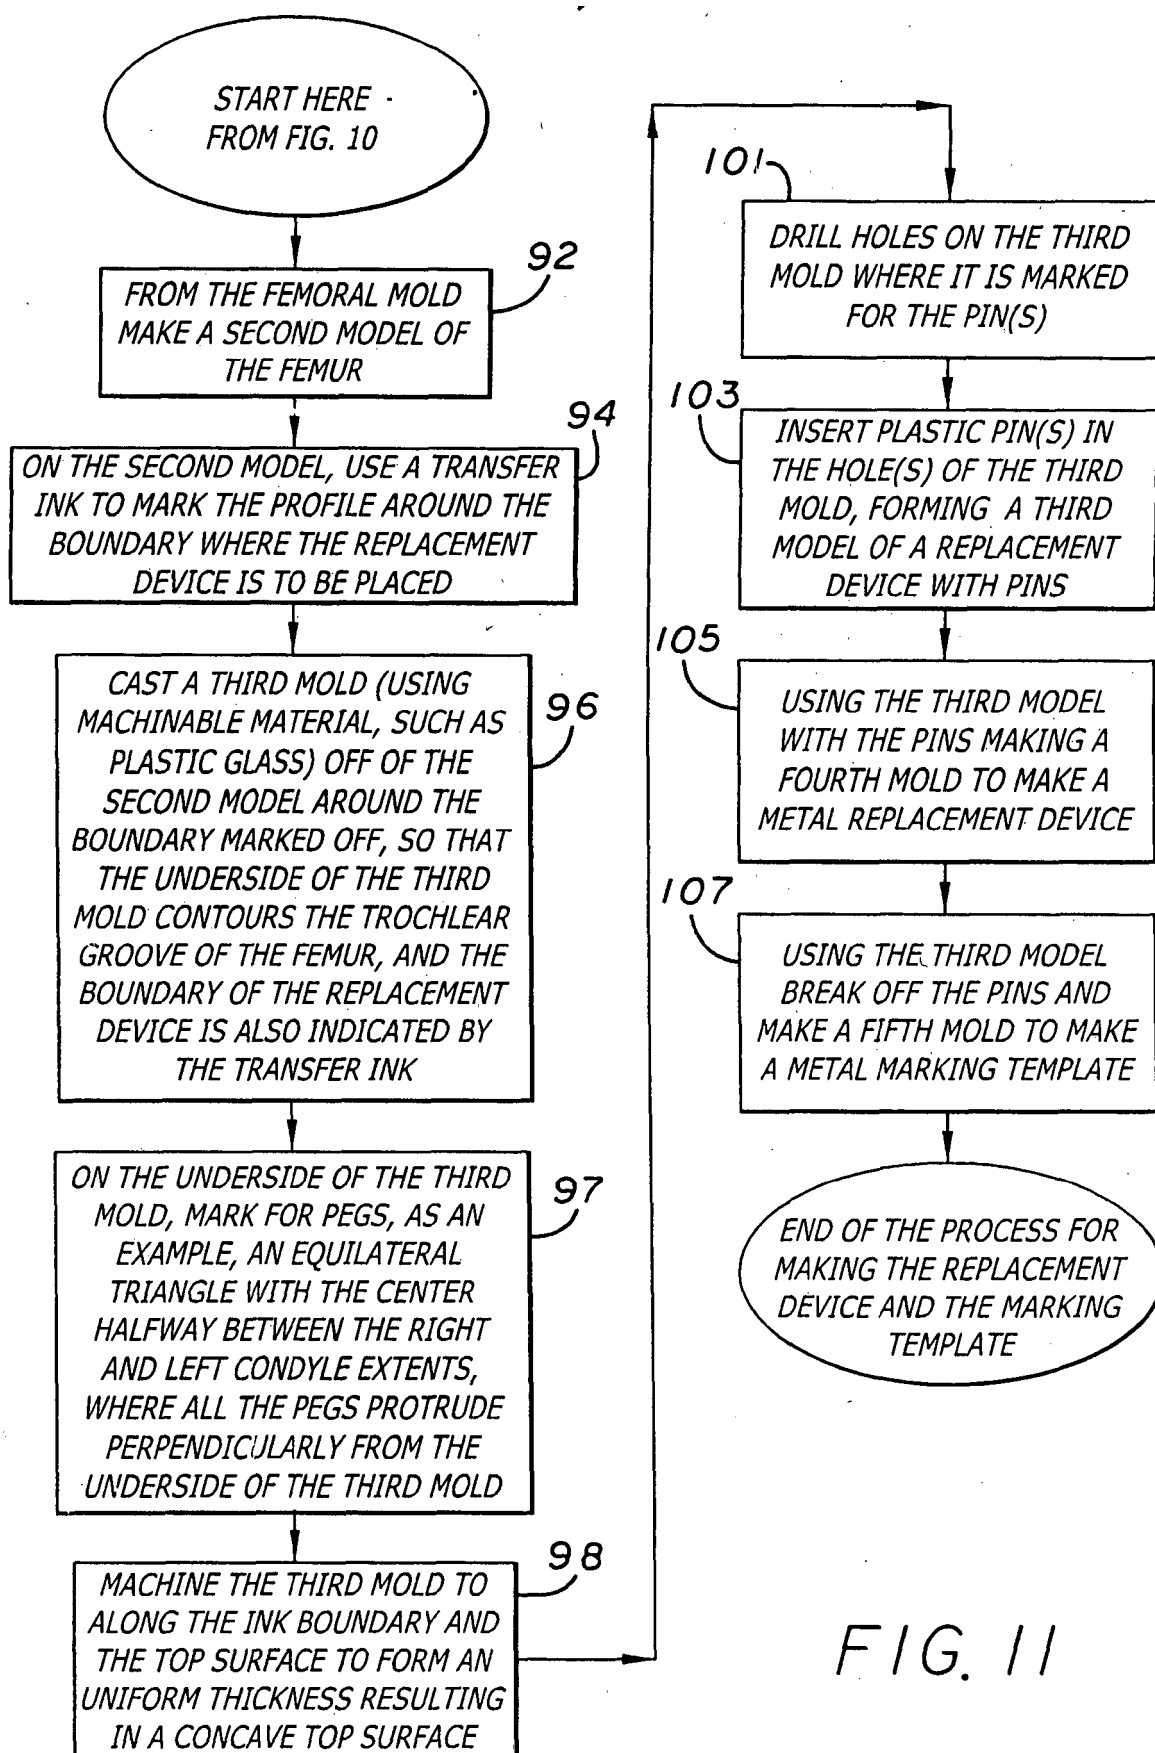 START HERE
FROM FIG. 10
92
FROM THE FEMORAL MOLD
MAKE A SECOND MODEL OF
THE FEMUR
94
ON THE SECOND MODEL, USE A TRANSFER
INK TO MARK THE PROFILE AROUND THE
BOUNDARY WHERE THE REPLACEMENT
DEVICE IS TO BE PLACED
96
CAST A THIRD MOLD (USING
MACHINABLE MATERIAL, SUCH AS
PLASTIC GLASS) OFF OF THE
SECOND MODEL AROUND THE
BOUNDARY MARKED OFF, SO THAT
THE UNDERSIDE OF THE THIRD
MOLD CONTOURS THE TROCHLEAR
GROOVE OF THE FEMUR, AND THE
BOUNDARY OF THE REPLACEMENT
DEVICE IS ALSO INDICATED BY
THE TRANSFER INK
97
ON THE UNDERSIDE OF THE THIRD
MOLD, MARK FOR PEGS, AS AN
EXAMPLE, AN EQUILATERAL
TRIANGLE WITH THE CENTER
HALFWAY BETWEEN THE RIGHT
AND LEFT CONDYLE EXTENTS,
WHERE ALL THE PEGS PROTRUDE
PERPENDICULARLY FROM THE
UNDERSIDE OF THE THIRD MOLD
98
MACHINE THE THIRD MOLD TO
ALONG THE INK BOUNDARY AND
THE TOP SURFACE TO FORM AN
UNIFORM THICKNESS RESULTING
IN A CONCAVE TOP SURFACE
101
DRILL HOLES ON THE THIRD
MOLD WHERE IT IS MARKED
FOR THE PIN(S)
103
INSERT PLASTIC PIN(S) IN
THE HOLE(S) OF THE THIRD
MOLD, FORMING A THIRD
MODEL OF A REPLACEMENT
DEVICE WITH PINS
105
USING THE THIRD MODEL
WITH THE PINS MAKING A
FOURTH MOLD TO MAKE A
METAL REPLACEMENT DEVICE
107
USING THE THIRD MODEL
BREAK OFF THE PINS AND
MAKE A FIFTH MOLD TO MAKE
A METAL MARKING TEMPLATE
END OF THE PROCESS FOR
MAKING THE REPLACEMENT
DEVICE AND THE MARKING
TEMPLATE
FIG. 11